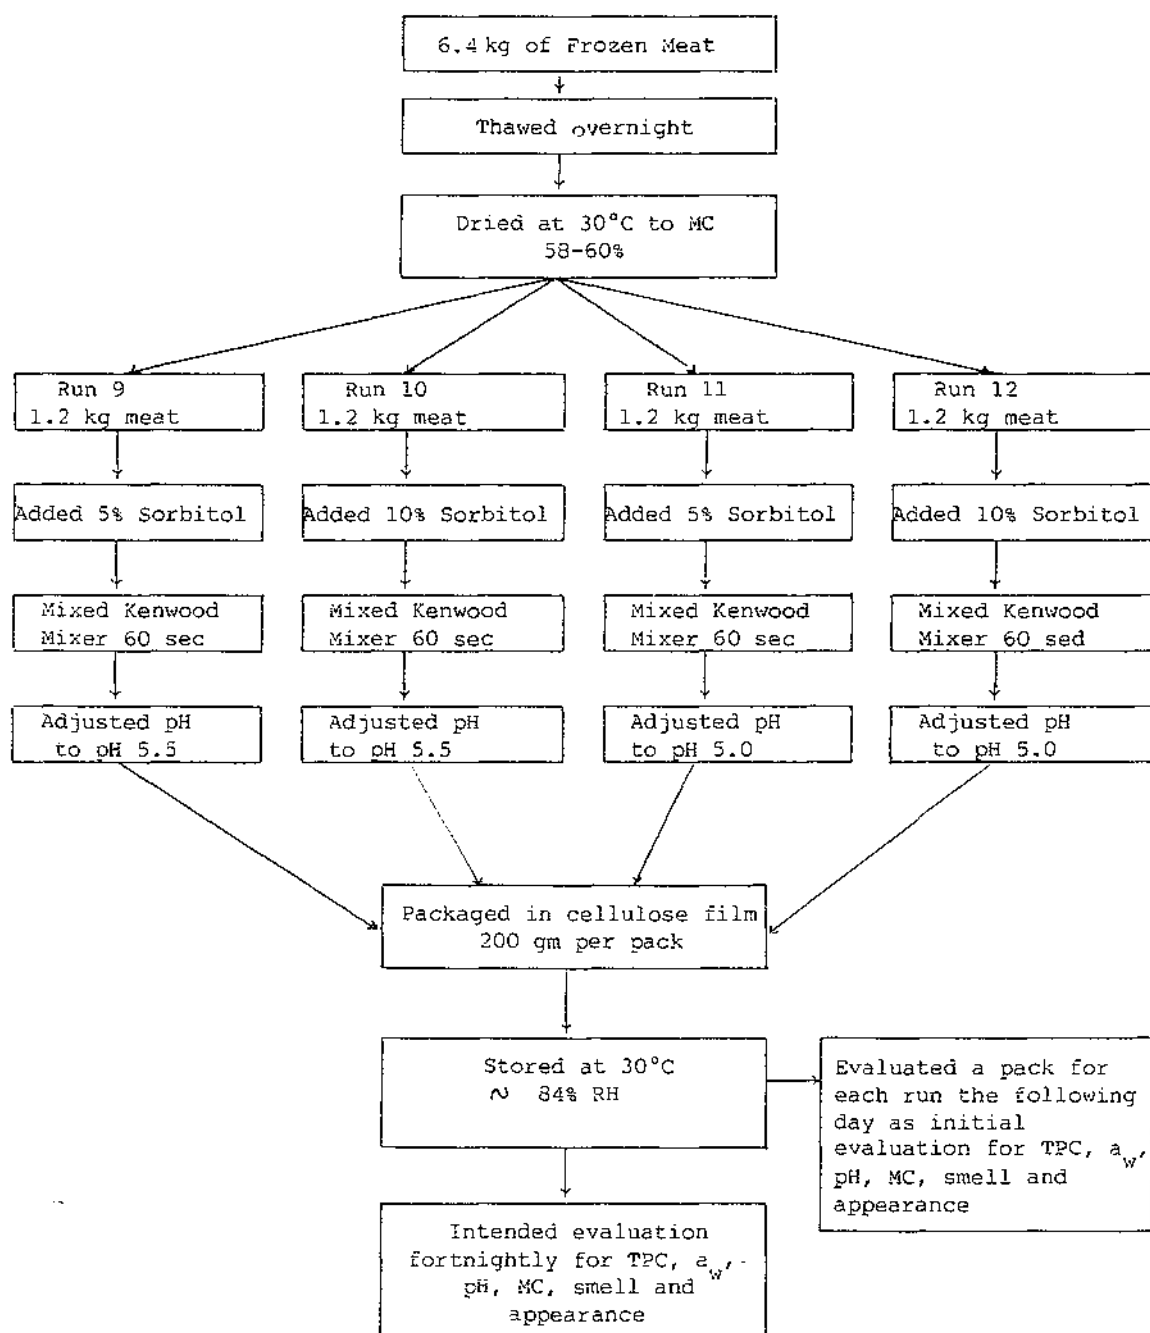 6.4 kg of Frozen Meat
Thawed overnight
Dried at 30°C to MC
58-60%
Run 9
1.2 kg meat
Added 5% Sorbitol
Mixed Kenwood
Mixer 60 sec
Adjusted pH
to pH 5.5
Run 10
1.2 kg meat
Added 10% Sorbitol
Mixed Kenwood
Mixer 60 sec
Adjusted pH
to pH 5.5
Run 11
1.2 kg meat
Added 5% Sorbitol
Mixed Kenwood
Mixer 60 sec
Adjusted pH
to pH 5.0
Run 12
1.2 kg meat
Added 10% Sorbitol
Mixed Kenwood
Mixer 60 sed
Adjusted pH
to pH 5.0
Packaged in cellulose film
200 gm per pack
Stored at 30°C
~ 84% RH
Evaluated a pack for
each run the following
day as initial
evaluation for TPC, a_w,
pH, MC, smell and
appearance
Intended evaluation
fortnightly for TPC, a_w,
pH, MC, smell and
appearance